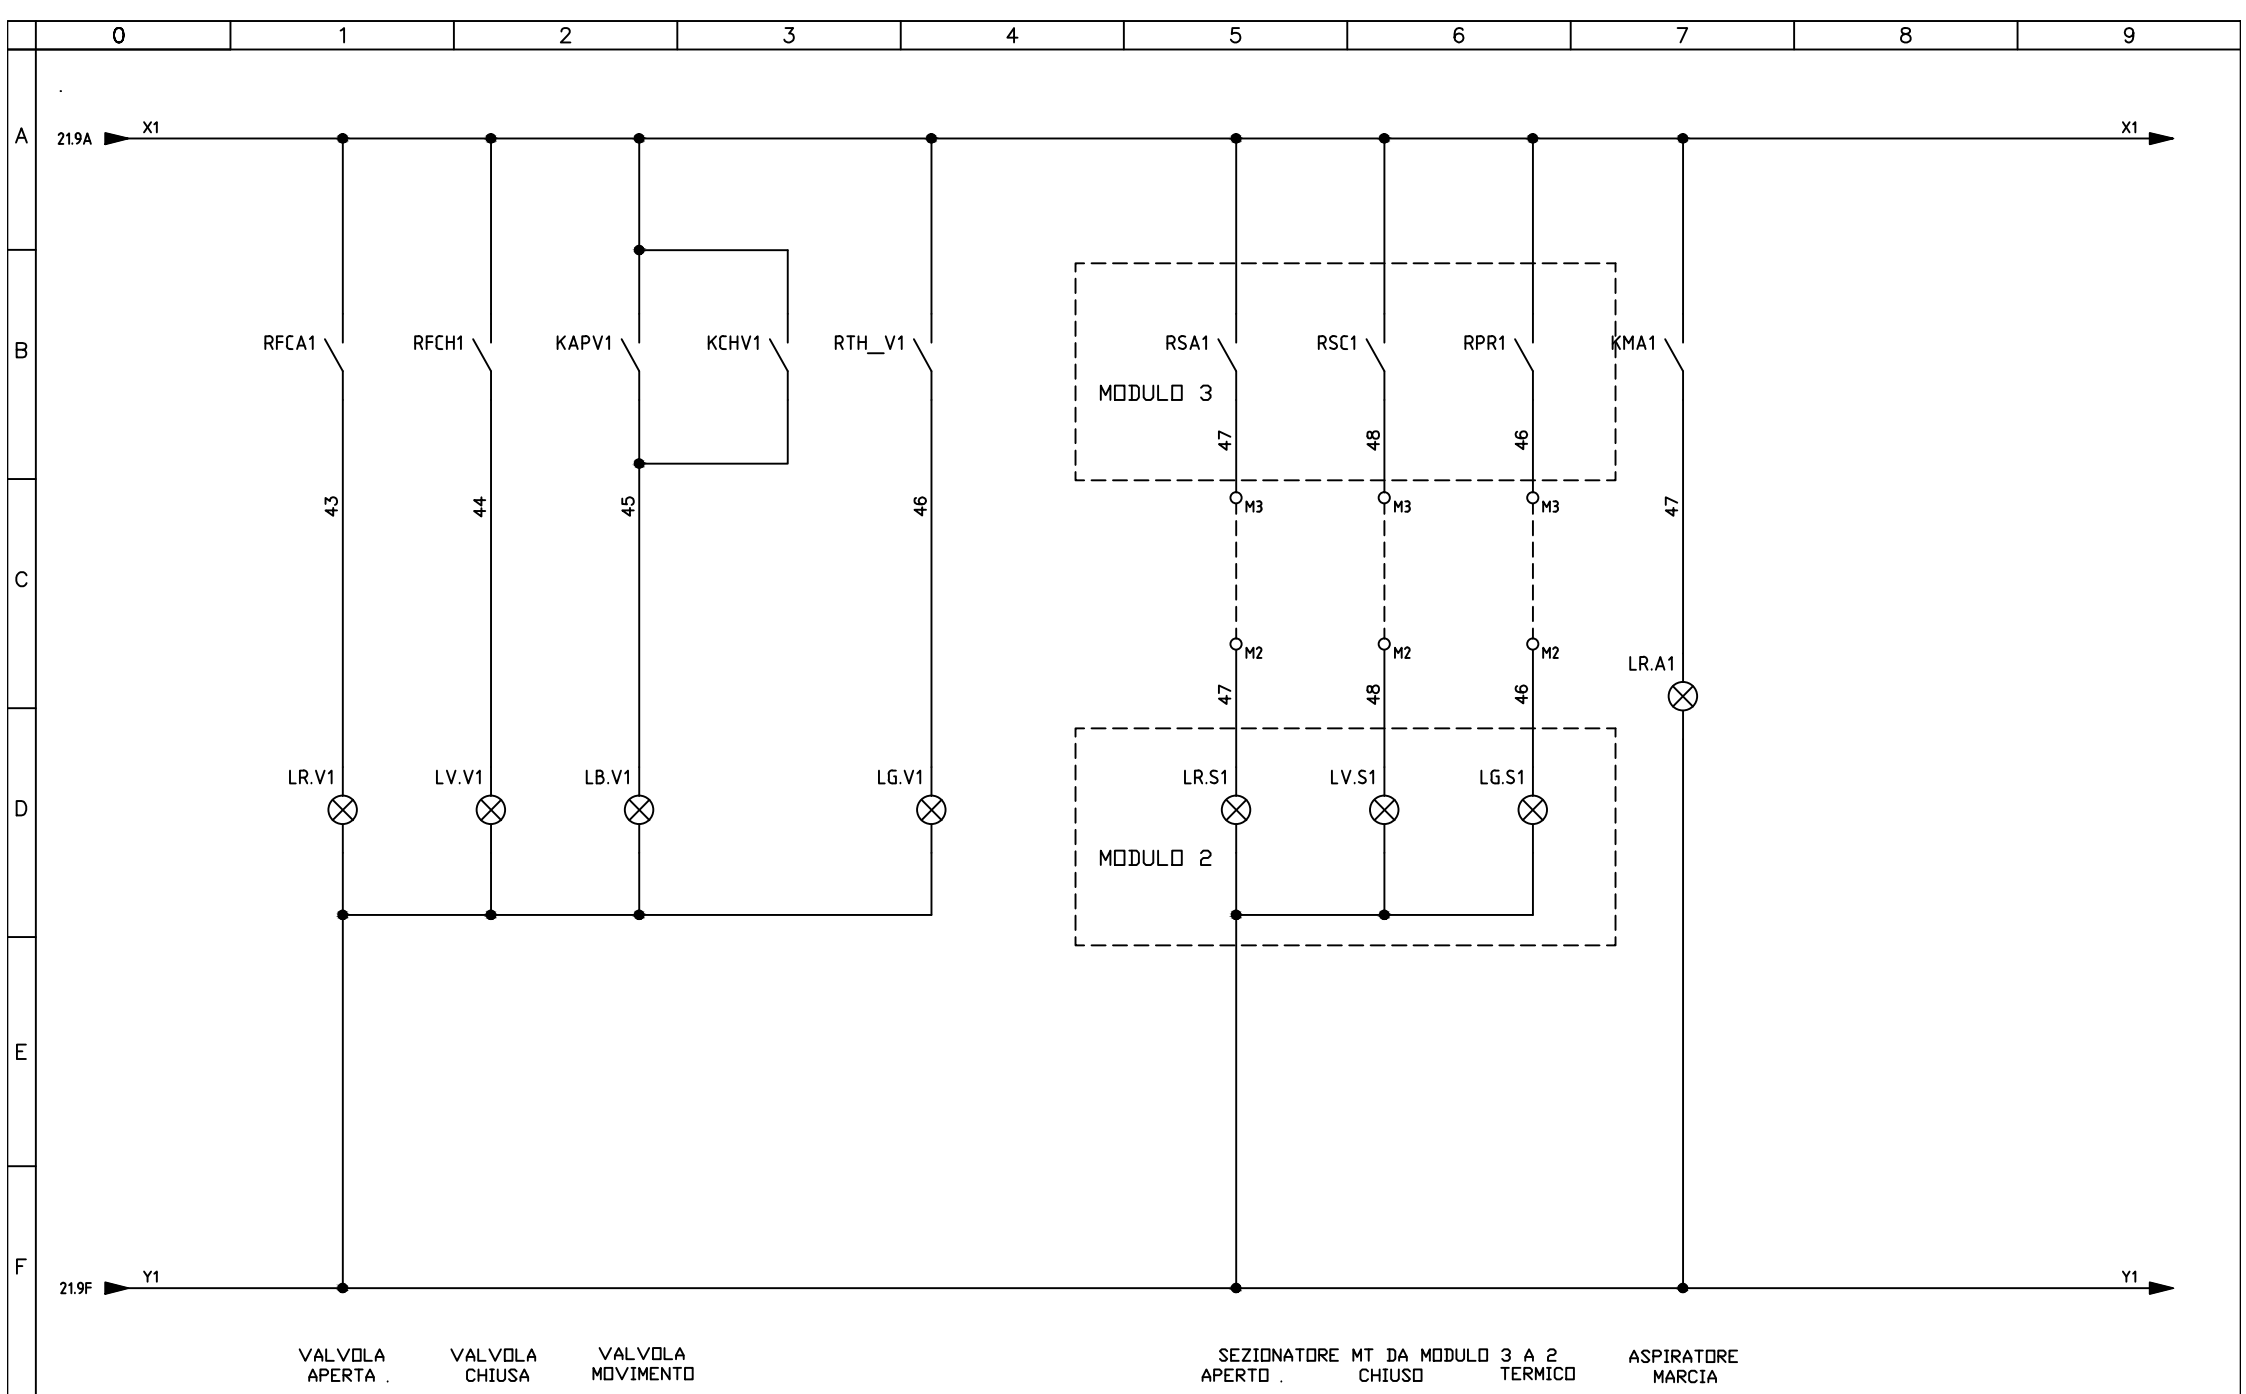 0 1 2 3 4 5 6 7 8 9
.
A
21.9A X1 X1
B
RFCA1 RFCH1 KAPV1 KCHV1 RTH_V1 RSA1 RSC1 RPR1 KMA1
MODULO 3
47 48 46
43 44 45 46 47
M3 M3 M3
C
M2 M2 M2
LR.A1
47 48 46
LR.V1 LV.V1 LB.V1 LG.V1 LR.S1 LV.S1 LG.S1
D
MODULO 2
E
F
21.9F Y1 Y1
VALVOLA VALVOLA VALVOLA SEZIONATORE MT DA MODULO 3 A 2 ASPIRATORE
APERTA . CHIUSA MOVIMENTO APERTO . CHIUSO TERMICO MARCIA